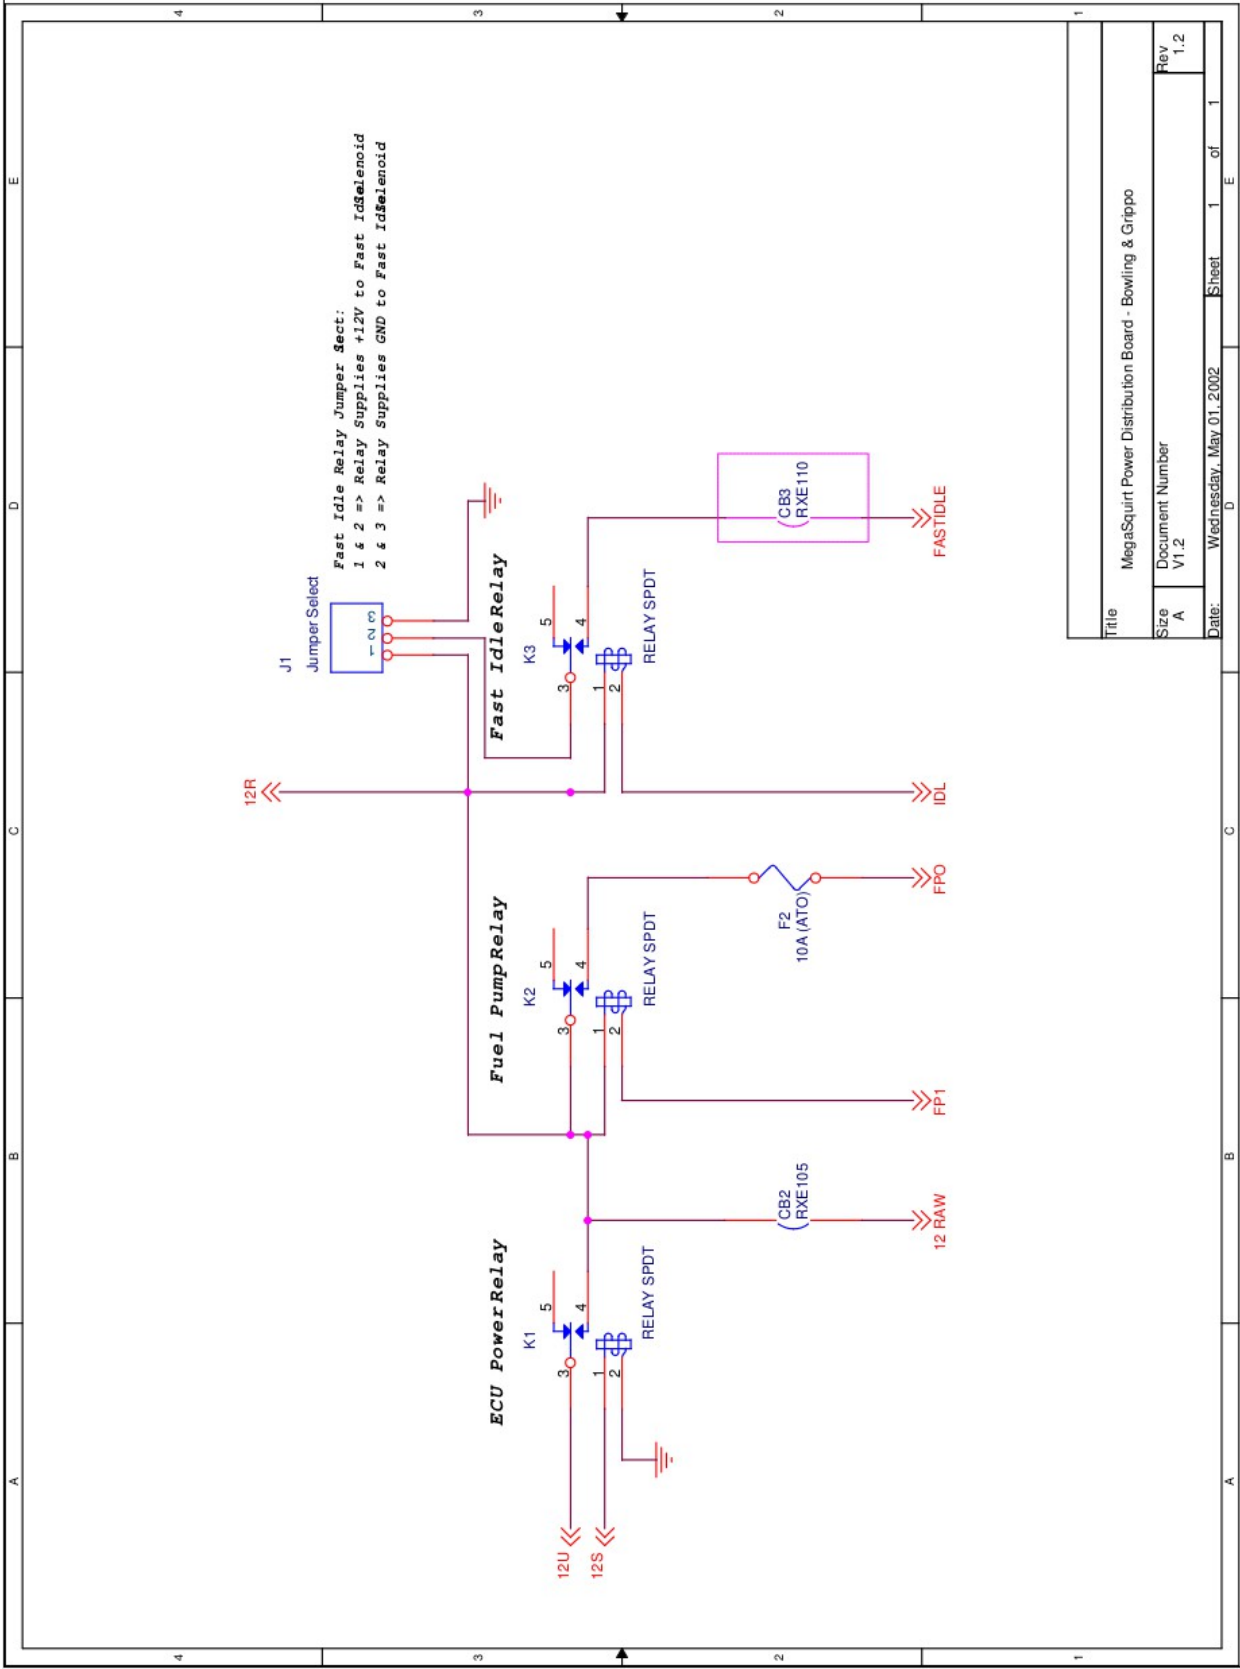 A
B
C
D
E
4
4
3
3
J1
Jumper Select
1 2 3
12R
Fast Idle Relay Jumper Sect:
1 & 2 => Relay Supplies +12V to Fast Idle
2 & 3 => Relay Supplies GND to Fast Idle
ECU Power Relay
Fuel Pump Relay
Fast Idle Relay
K1
K2
K3
5
5
5
12U
3
4
3
4
3
4
12S
1
1
1
2
2
2
RELAY SPDT
RELAY SPDT
RELAY SPDT
2
2
CB2
RXE105
F2
10A (ATO)
CB3
RXE110
12 RAW
FP1
FPO
IDL
FASTIDLE
1
1
Title
MegaSquirt Power Distribution Board - Bowling & Grippo
Size
A
Document Number
V1.2
Rev
1.2
Date: Wednesday, May 01, 2002 Sheet 1 of 1
A
B
C
D
E